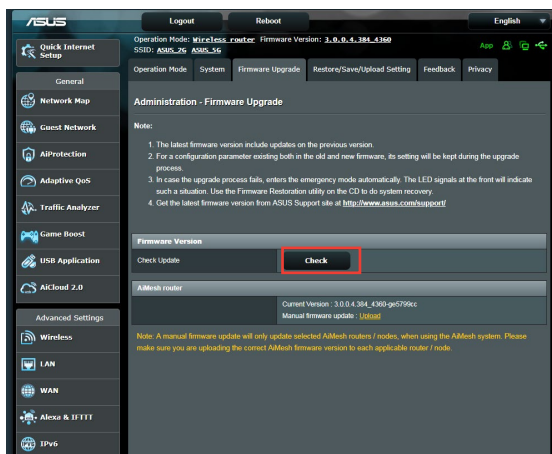 ASUS
Logout
Reboot
English
Quick Internet
Setup
Operation Mode: Wireless router Firmware Version: 3.0.0.4.384_4360
SSID: ASUS_2G ASUS_5G
App
Operation Mode System Firmware Upgrade Restore/Save/Upload Setting Feedback Privacy
General
Network Map
Guest Network
AiProtection
Adaptive QoS
Traffic Analyzer
Game Boost
USB Application
AiCloud 2.0
Advanced Settings
Wireless
LAN
WAN
Alexa & IFTTT
IPv6
Administration - Firmware Upgrade
Note:
1. The latest firmware version include updates on the previous version.
2. For a configuration parameter existing both in the old and new firmware, its setting will be kept during the upgrade
process.
3. In case the upgrade process fails, enters the emergency mode automatically. The LED signals at the front will indicate
such a situation. Use the Firmware Restoration utility on the CD to do system recovery.
4. Get the latest firmware version from ASUS Support site at http://www.asus.com/support/
Firmware Version
Check Update
Check
AiMesh router
Current Version : 3.0.0.4.384_4360-ge5799cc
Manual firmware update : Upload
Note: A manual firmware update will only update selected AiMesh routers / nodes, when using the AiMesh system. Please
make sure you are uploading the correct AiMesh firmware version to each applicable router / node.